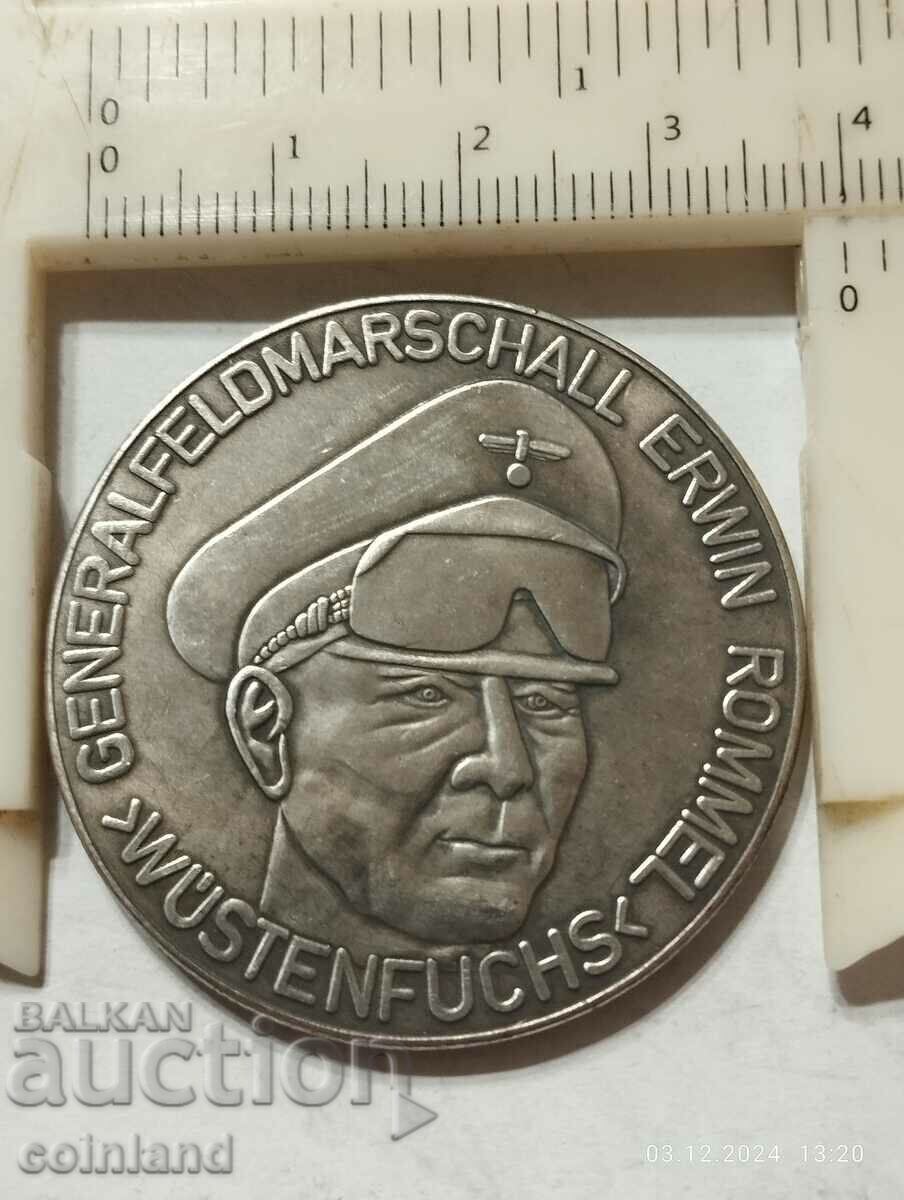 0 1
0 1 2 3 4
0
GENERALFELDMARSCHALL ERWIN ROMMEL
>WÜSTENFUCHS<
BALKAN
auction
coinland
03.12.2024 13:20